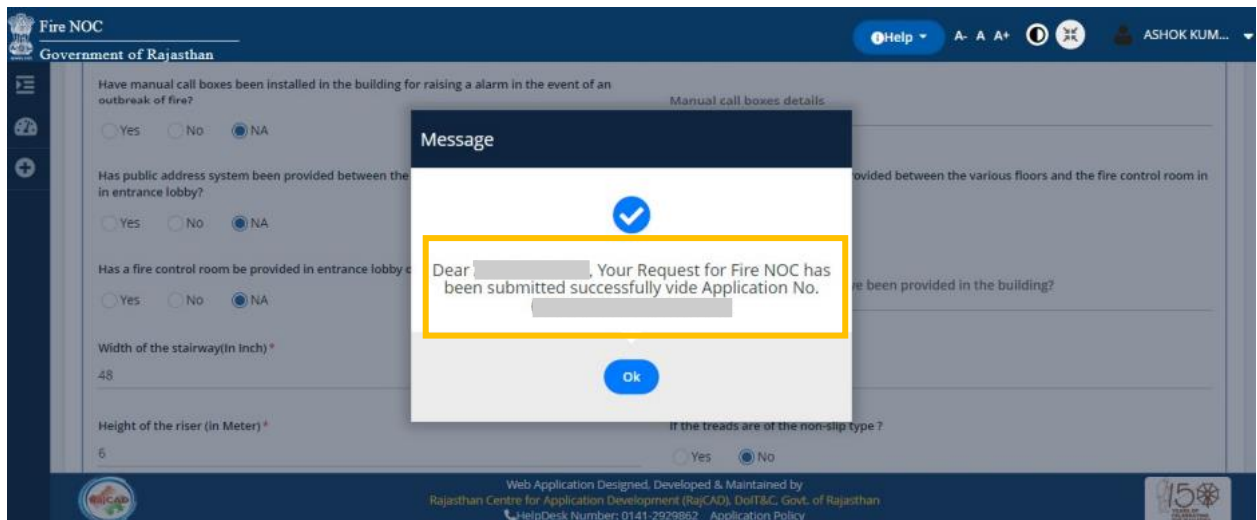 Fire NOC
Government of Rajasthan
Help
A- A A+
ASHOK KUM...
Have manual call boxes been installed in the building for raising a alarm in the event of an
outbreak of fire?
Manual call boxes details
Yes No NA
Message
Has public address system been provided between the
ovided between the various floors and the fire control room in
in entrance lobby?
Yes No NA
Has a fire control room be provided in entrance lobby
Dear , Your Request for Fire NOC has
been submitted successfully vide Application No.
e been provided in the building?
Yes No NA
Width of the stairway(In Inch) *
48
Ok
Height of the riser (in Meter) *
If the treads are of the non-slip type ?
6
Yes No
Web Application Designed, Developed & Maintained by
Rajasthan Centre for Application Development (RajCAD), DoIT&C, Govt. of Rajasthan
HelpDesk Number: 0141-2929862 Application Policy
RajCAD
150
YEARS OF
CELEBRATING